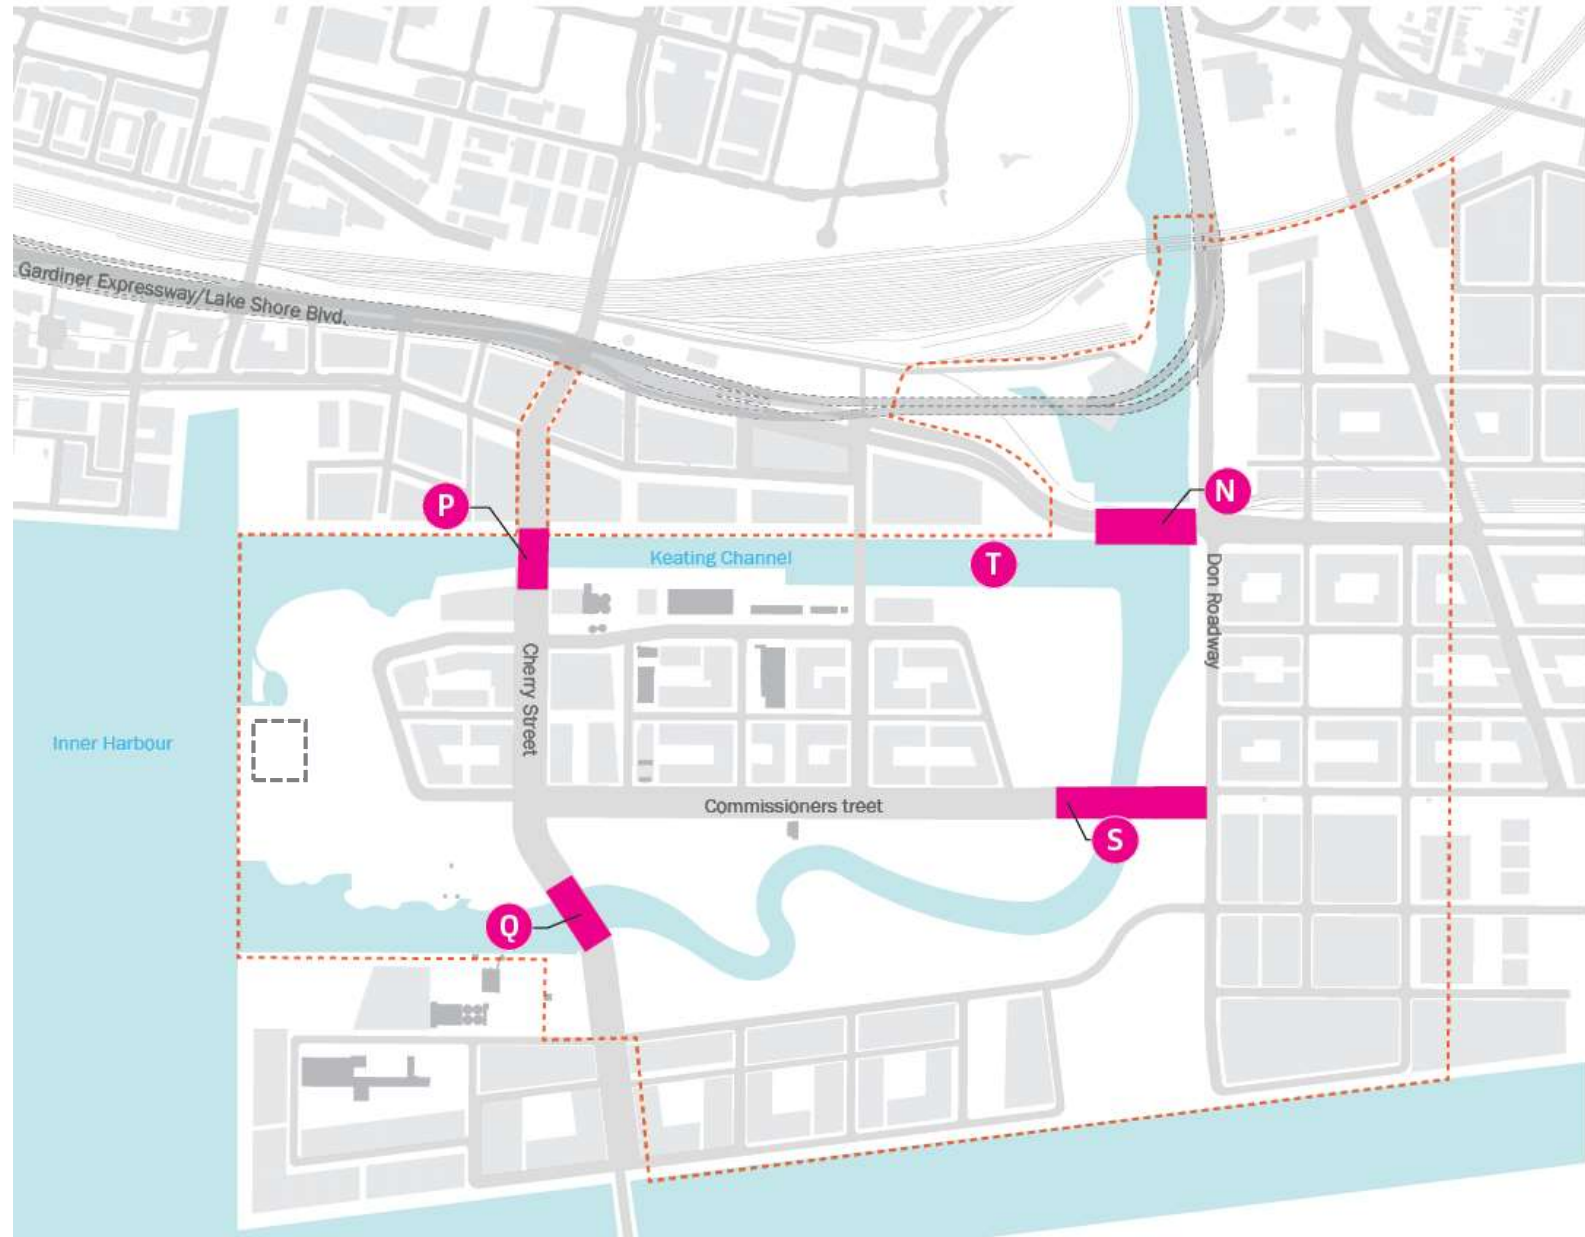 Gardiner Expressway/Lake Shore Blvd.
P
N
Keating Channel
T
Don Roadway
Cherry Street
Inner Harbour
Commissioners treet
S
Q